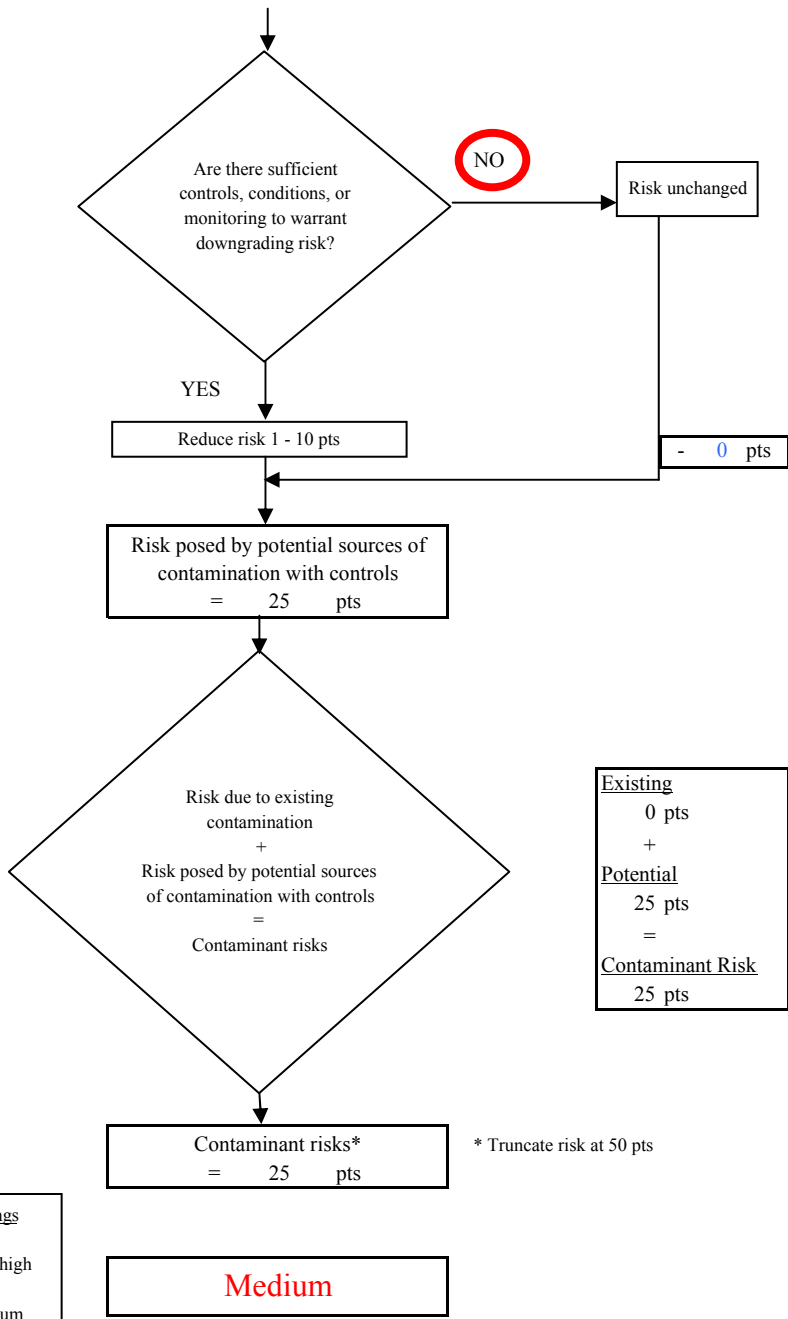 Are there sufficient
controls, conditions, or
monitoring to warrant
downgrading risk?
NO
Risk unchanged
YES
Reduce risk 1 - 10 pts
- 0 pts
Risk posed by potential sources of
contamination with controls
= 25 pts
Risk due to existing
contamination
+
Risk posed by potential sources
of contamination with controls
=
Contaminant risks
Existing
0 pts
+
Potential
25 pts
=
Contaminant Risk
25 pts
Contaminant risks*
= 25 pts
* Truncate risk at 50 pts
high
Medium